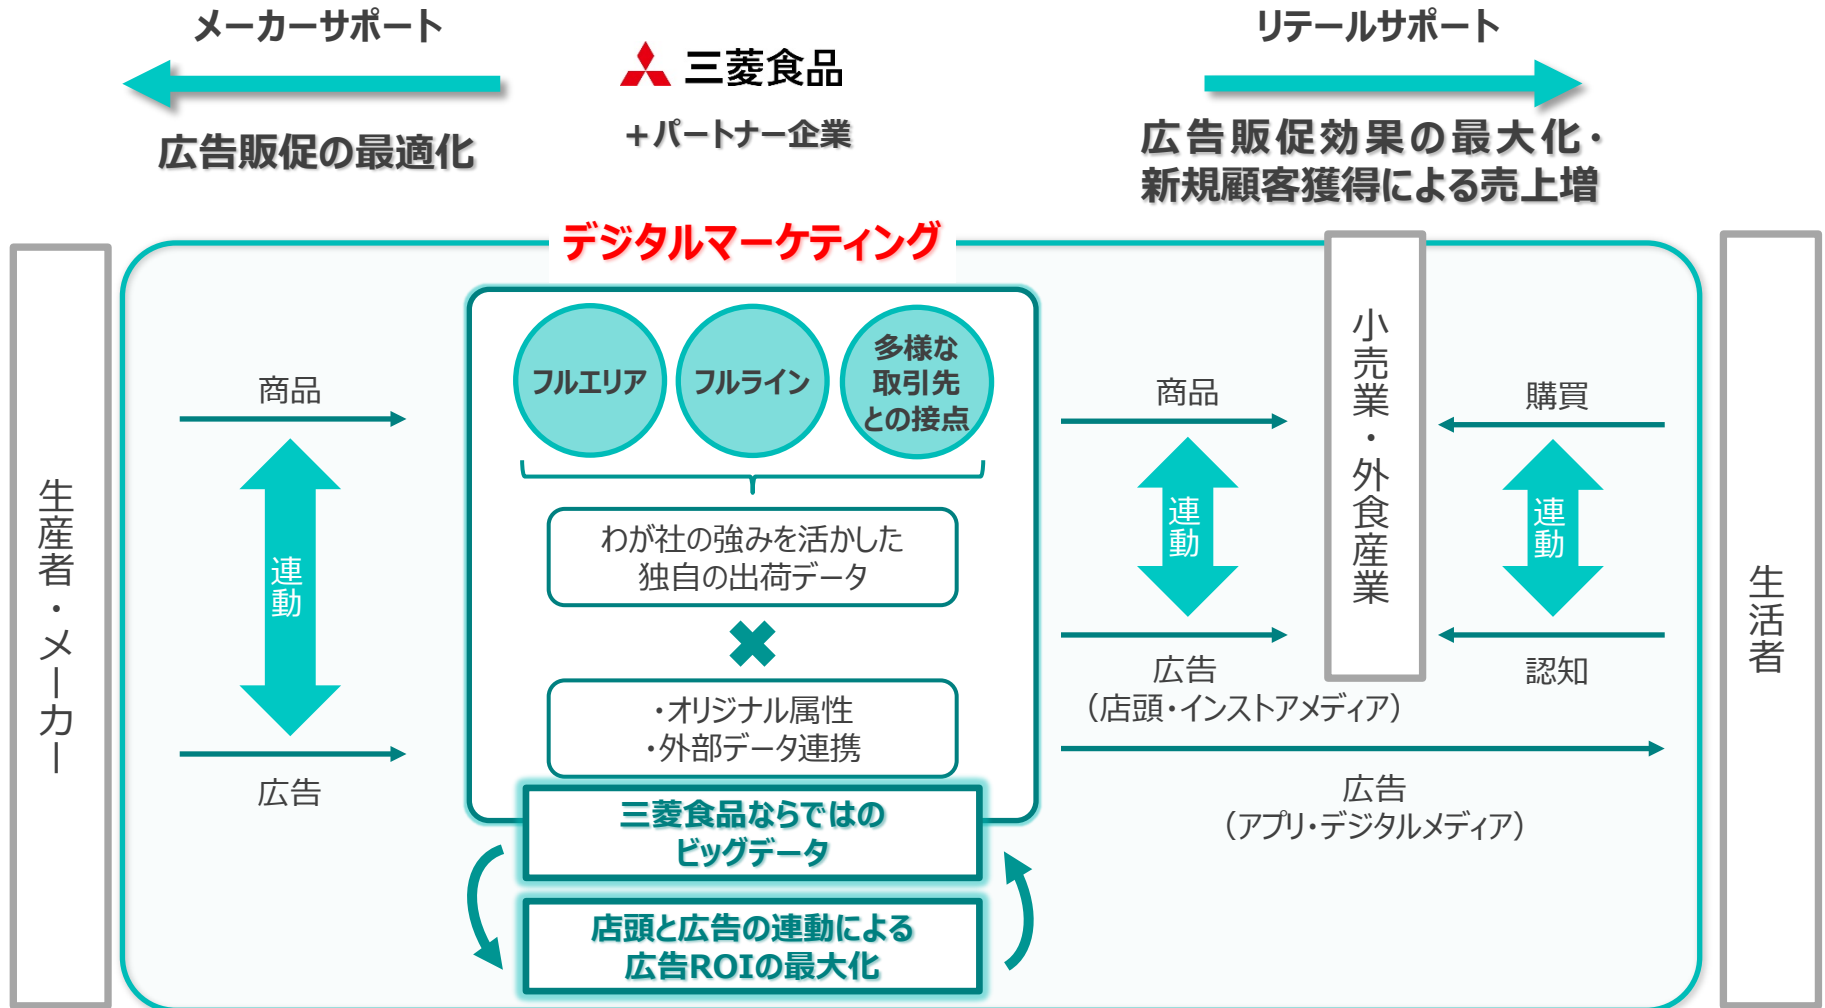 メーカーサポート
広告販促の最適化
三菱食品
＋パートナー企業
リテールサポート
広告販促効果の最大化・
新規顧客獲得による売上増
デジタルマーケティング
生産者・メーカー
商品
連動
広告
フルエリア
フルライン
多様な
取引先
との接点
わが社の強みを活かした
独自の出荷データ
・オリジナル属性
・外部データ連携
三菱食品ならではの
ビッグデータ
店頭と広告の連動による
広告ROIの最大化
商品
連動
広告
（店頭・インストアメディア）
小売業・外食産業
購買
連動
認知
広告
（アプリ・デジタルメディア）
生活者